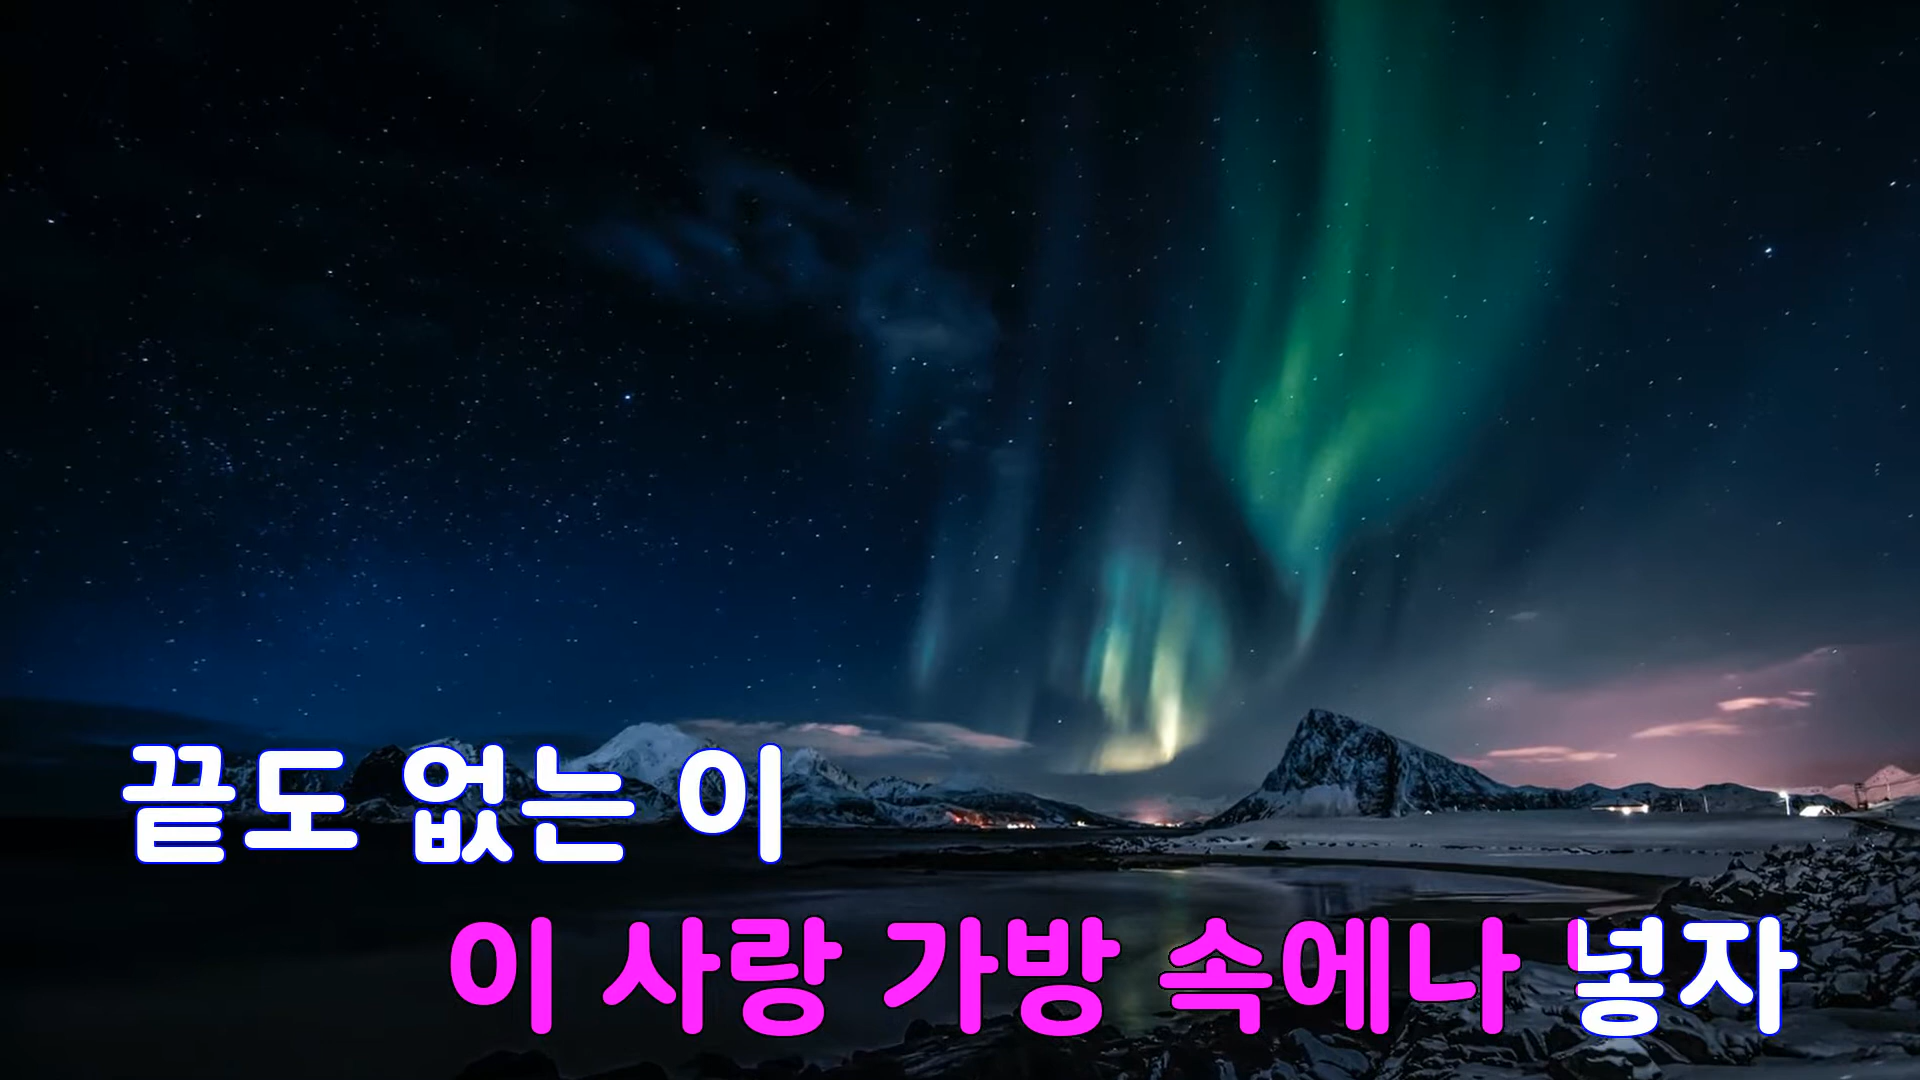 끝도 없는 이
이 사랑 가방 속에나 넣자